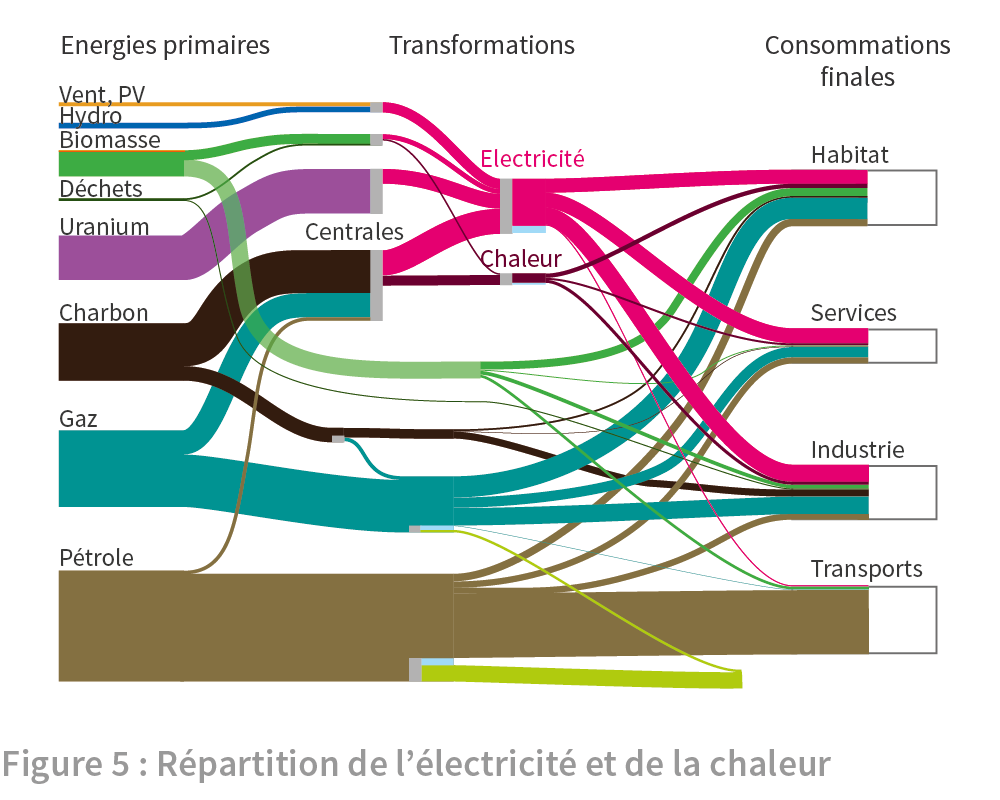 Energies primaires
Transformations
Consommations
finales
Vent, PV
Hydro
Biomasse
Déchets
Uranium
Charbon
Gaz
Pétrole
Centrales
Electricité
Chaleur
Habitat
Services
Industrie
Transports
Figure 5 : Répartition de l’électricité et de la chaleur